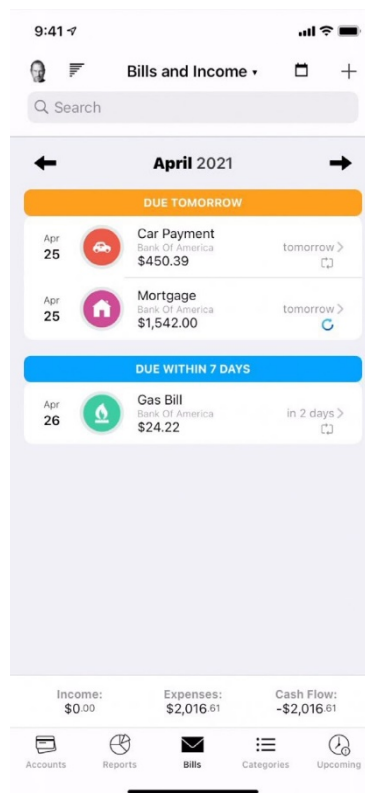 9:41
Bills and Income
Search
April 2021
DUE TOMORROW
Apr
25
Car Payment
Bank Of America
$450.39
tomorrow
Apr
25
Mortgage
Bank Of America
$1,542.00
tomorrow
DUE WITHIN 7 DAYS
Apr
26
Gas Bill
Bank Of America
$24.22
in 2 days
Income: Expenses: Cash Flow:
$0.00 $2,016.61 -$2,016.61
Accounts Reports Bills Categories Upcoming